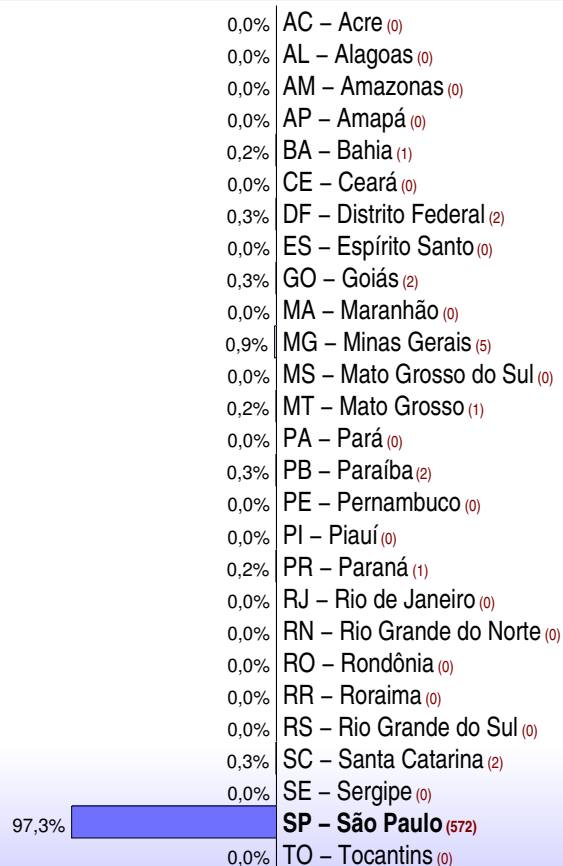 0,0% AC – Acre (0)
0,0% AL – Alagoas (0)
0,0% AM – Amazonas (0)
0,0% AP – Amapá (0)
0,2% BA – Bahia (1)
0,0% CE – Ceará (0)
0,3% DF – Distrito Federal (2)
0,0% ES – Espírito Santo (0)
0,3% GO – Goiás (2)
0,0% MA – Maranhão (0)
0,9% MG – Minas Gerais (5)
0,0% MS – Mato Grosso do Sul (0)
0,2% MT – Mato Grosso (1)
0,0% PA – Pará (0)
0,3% PB – Paraíba (2)
0,0% PE – Pernambuco (0)
0,0% PI – Piauí (0)
0,2% PR – Paraná (1)
0,0% RJ – Rio de Janeiro (0)
0,0% RN – Rio Grande do Norte (0)
0,0% RO – Rondônia (0)
0,0% RR – Roraima (0)
0,0% RS – Rio Grande do Sul (0)
0,3% SC – Santa Catarina (2)
0,0% SE – Sergipe (0)
97,3% SP – São Paulo (572)
0,0% TO – Tocantins (0)